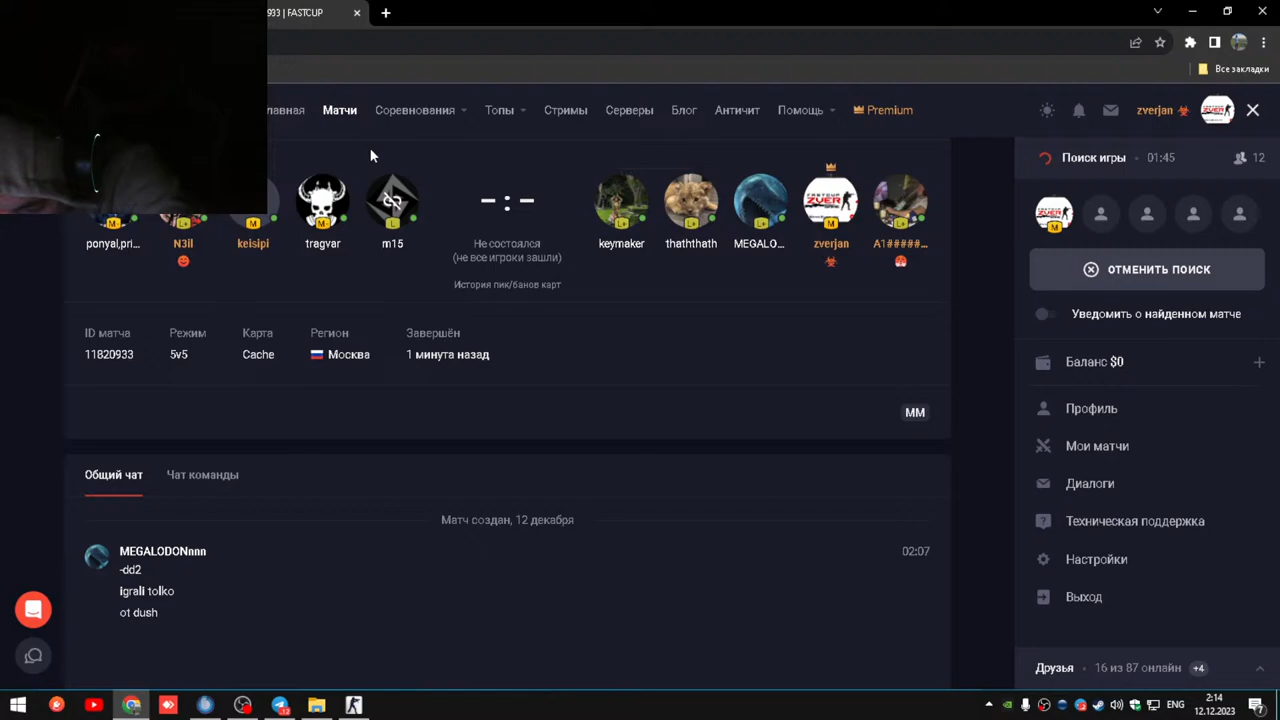 933 | FASTCUP
Все закладки
лавная
Матчи
Соревнования
Топы
Стримы
Серверы
Блог
Античит
Помощь
Premium
zverjan
Поиск игры
01:45
12
ponyal,pri...
N3il
keisipi
tragvar
m15
- : -
Не состоялся
(не все игроки зашли)
История пик/банов карт
keymaker
thaththath
MEGALO...
zverjan
A1#####...
ОТМЕНИТЬ ПОИСК
Уведомить о найденном матче
ID матча
Режим
Карта
Регион
Завершён
11820933
5v5
Cache
Москва
1 минута назад
MM
Баланс $0
Профиль
Мои матчи
Диалоги
Техническая поддержка
Настройки
Выход
Общий чат
Чат команды
Матч создан, 12 декабря
MEGALODONnnn
02:07
-dd2
igrali tolko
ot dush
Друзья
16 из 87 онлайн
+4
ENG
2:14
12.12.2023